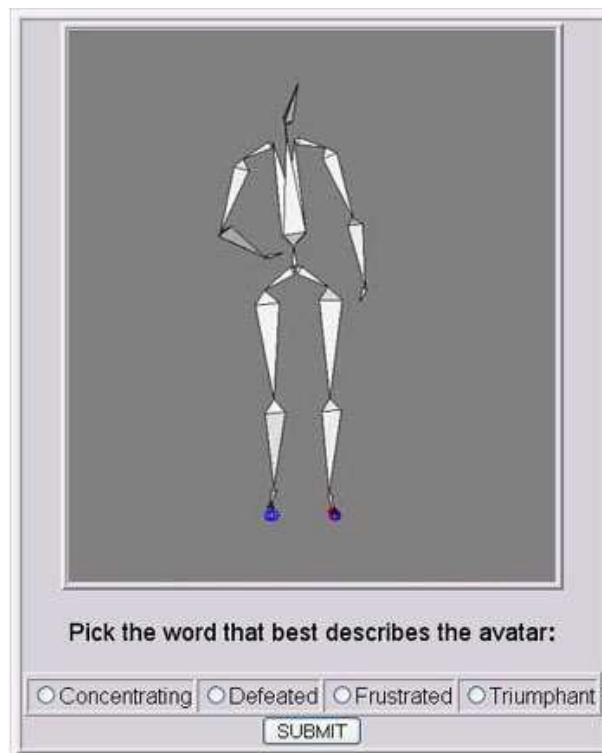 Pick the word that best describes the avatar:
Concentrating Defeated Frustrated Triumphant
SUBMIT